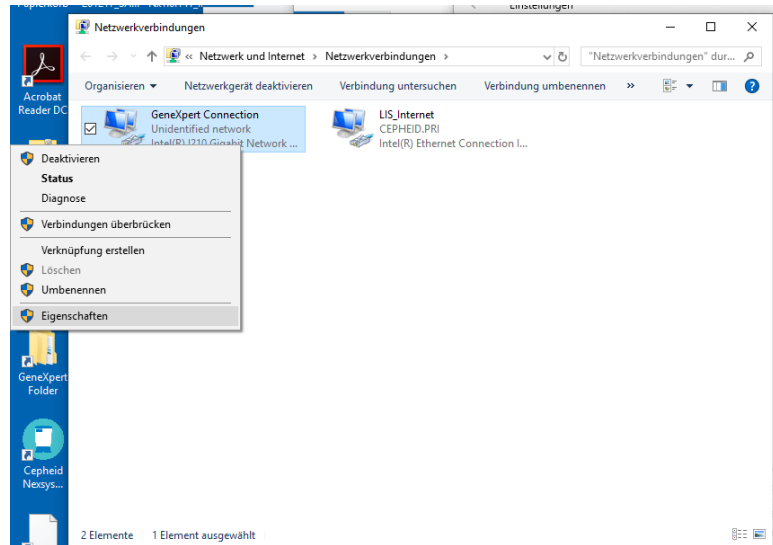 Einstellungen
Netzwerkverbindungen
« Netzwerk und Internet › Netzwerkverbindungen ›
"Netzwerkverbindungen" dur...
Organisieren Netzwerkgerät deaktivieren Verbindung untersuchen Verbindung umbenennen »
Acrobat
Reader DC
GeneXpert Connection
Unidentified network
Intel(R) I210 Gigabit Network ...
LIS_Internet
CEPHEID.PRI
Intel(R) Ethernet Connection I...
Deaktivieren
Status
Diagnose
Verbindungen überbrücken
Verknüpfung erstellen
Löschen
Umbenennen
Eigenschaften
GeneXpert
Folder
Cepheid
Nexsys...
2 Elemente 1 Element ausgewählt